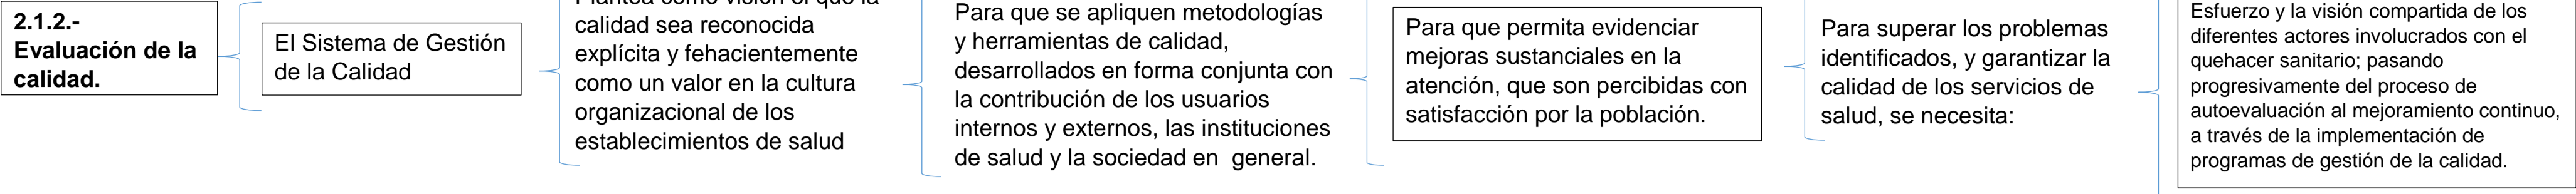 2.1.2.-
Evaluación de la
calidad.
El Sistema de Gestión
de la Calidad
Plantea como visión el que la
calidad sea reconocida
explícita y fehacientemente
como un valor en la cultura
organizacional de los
establecimientos de salud
Para que se apliquen metodologías
y herramientas de calidad,
desarrollados en forma conjunta con
la contribución de los usuarios
internos y externos, las instituciones
de salud y la sociedad en  general.
Para que permita evidenciar
mejoras sustanciales en la
atención, que son percibidas con
satisfacción por la población.
Para superar los problemas
identificados, y garantizar la
calidad de los servicios de
salud, se necesita:
Esfuerzo y la visión compartida de los
diferentes actores involucrados con el
quehacer sanitario; pasando
progresivamente del proceso de
autoevaluación al mejoramiento continuo,
a través de la implementación de
programas de gestión de la calidad.